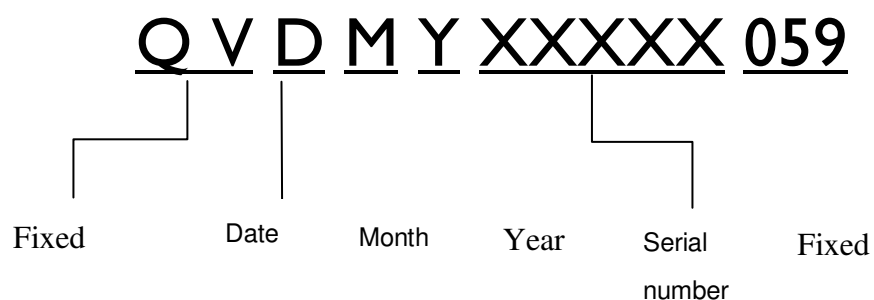 Q V D M Y XXXXX 059
Fixed Date Month Year Serial number Fixed